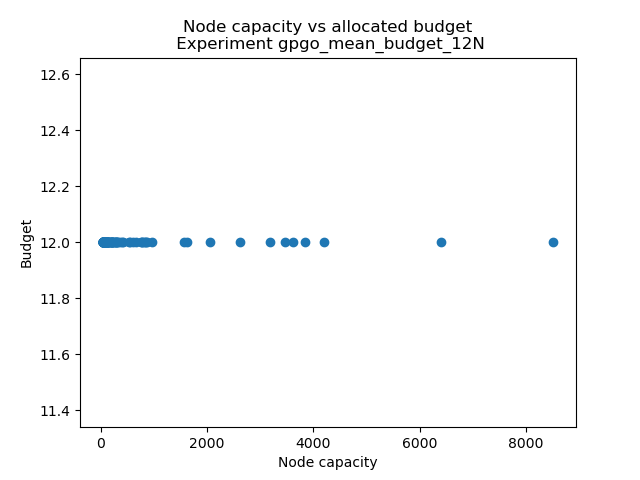 Node capacity vs allocated budget
Experiment gpgo_mean_budget_12N
12.6
12.4
12.2
12.0
11.8
11.6
11.4
Budget
0 2000 4000 6000 8000
Node capacity